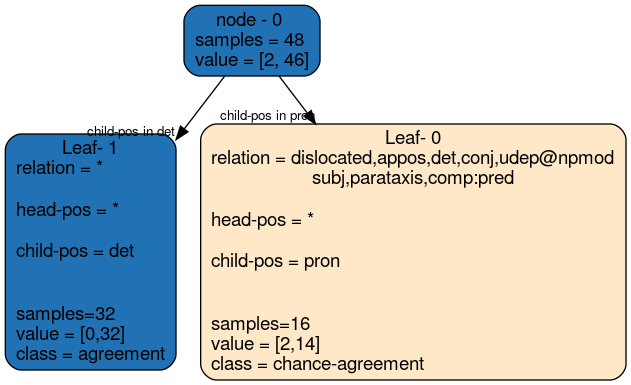 node - 0
samples = 48
value = [2, 46]
child-pos in det
child-pos in pron
Leaf- 1
relation = *
head-pos = *
child-pos = det
samples=32
value = [0,32]
class = agreement
Leaf- 0
relation = dislocated,appos,det,conj,udep@npmod
subj,parataxis,comp:pred
head-pos = *
child-pos = pron
samples=16
value = [2,14]
class = chance-agreement